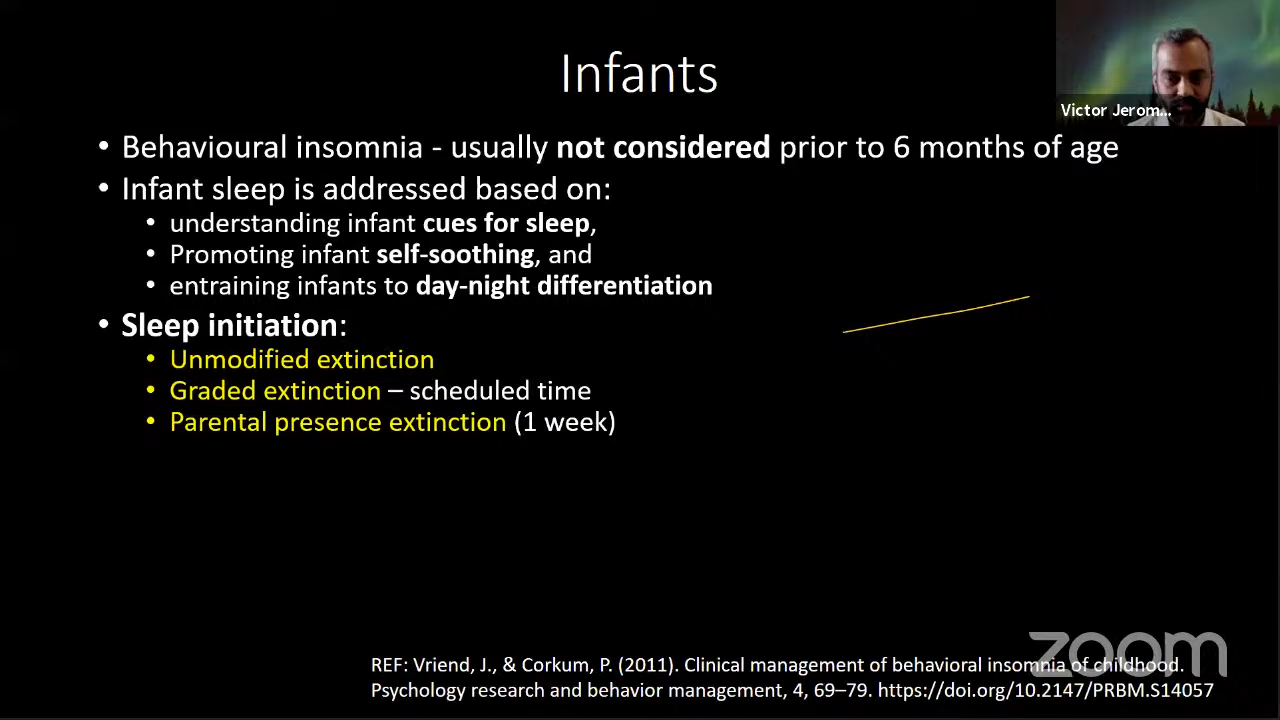 Infants
Victor Jerom...
• Behavioural insomnia - usually not considered prior to 6 months of age
• Infant sleep is addressed based on:
• understanding infant cues for sleep,
• Promoting infant self-soothing, and
• entraining infants to day-night differentiation
• Sleep initiation:
• Unmodified extinction
• Graded extinction – scheduled time
• Parental presence extinction (1 week)
zoom
REF: Vriend, J., & Corkum, P. (2011). Clinical management of behavioral insomnia of childhood.
Psychology research and behavior management, 4, 69–79. https://doi.org/10.2147/PRBM.S14057